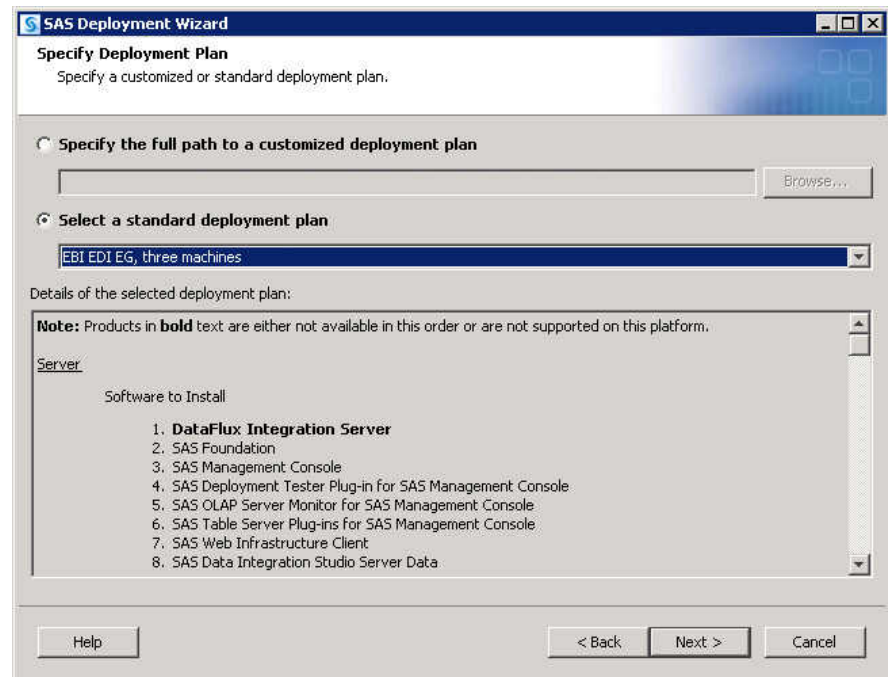 SAS Deployment Wizard
Specify Deployment Plan
Specify a customized or standard deployment plan.
Specify the full path to a customized deployment plan
Browse...
Select a standard deployment plan
EBI EDI EG, three machines
Details of the selected deployment plan:
Note: Products in bold text are either not available in this order or are not supported on this platform.
Server
Software to Install
1. DataFlux Integration Server
2. SAS Foundation
3. SAS Management Console
4. SAS Deployment Tester Plug-in for SAS Management Console
5. SAS OLAP Server Monitor for SAS Management Console
6. SAS Table Server Plug-ins for SAS Management Console
7. SAS Web Infrastructure Client
8. SAS Data Integration Studio Server Data
Help
< Back
Next >
Cancel